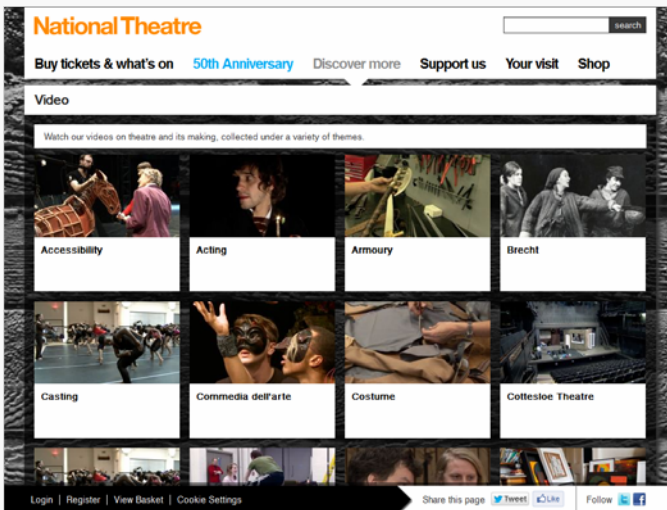 National Theatre
search
Buy tickets & what's on 50th Anniversary Discover more Support us Your visit Shop
Video
Watch our videos on theatre and its making, collected under a variety of themes.
Accessibility Acting Armoury Brecht
Casting Commedia dell'arte Costume Cottesloe Theatre
Login | Register | View Basket | Cookie Settings Share this page Tweet Like Follow